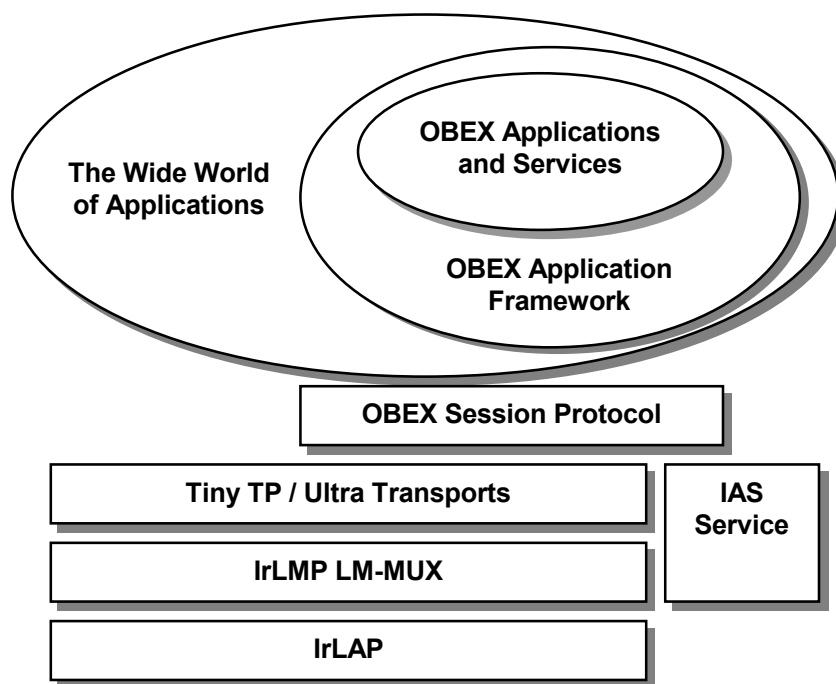 OBEX Applications
and Services
The Wide World
of Applications
OBEX Application
Framework
OBEX Session Protocol
Tiny TP / Ultra Transports
IAS
Service
IrLMP LM-MUX
IrLAP